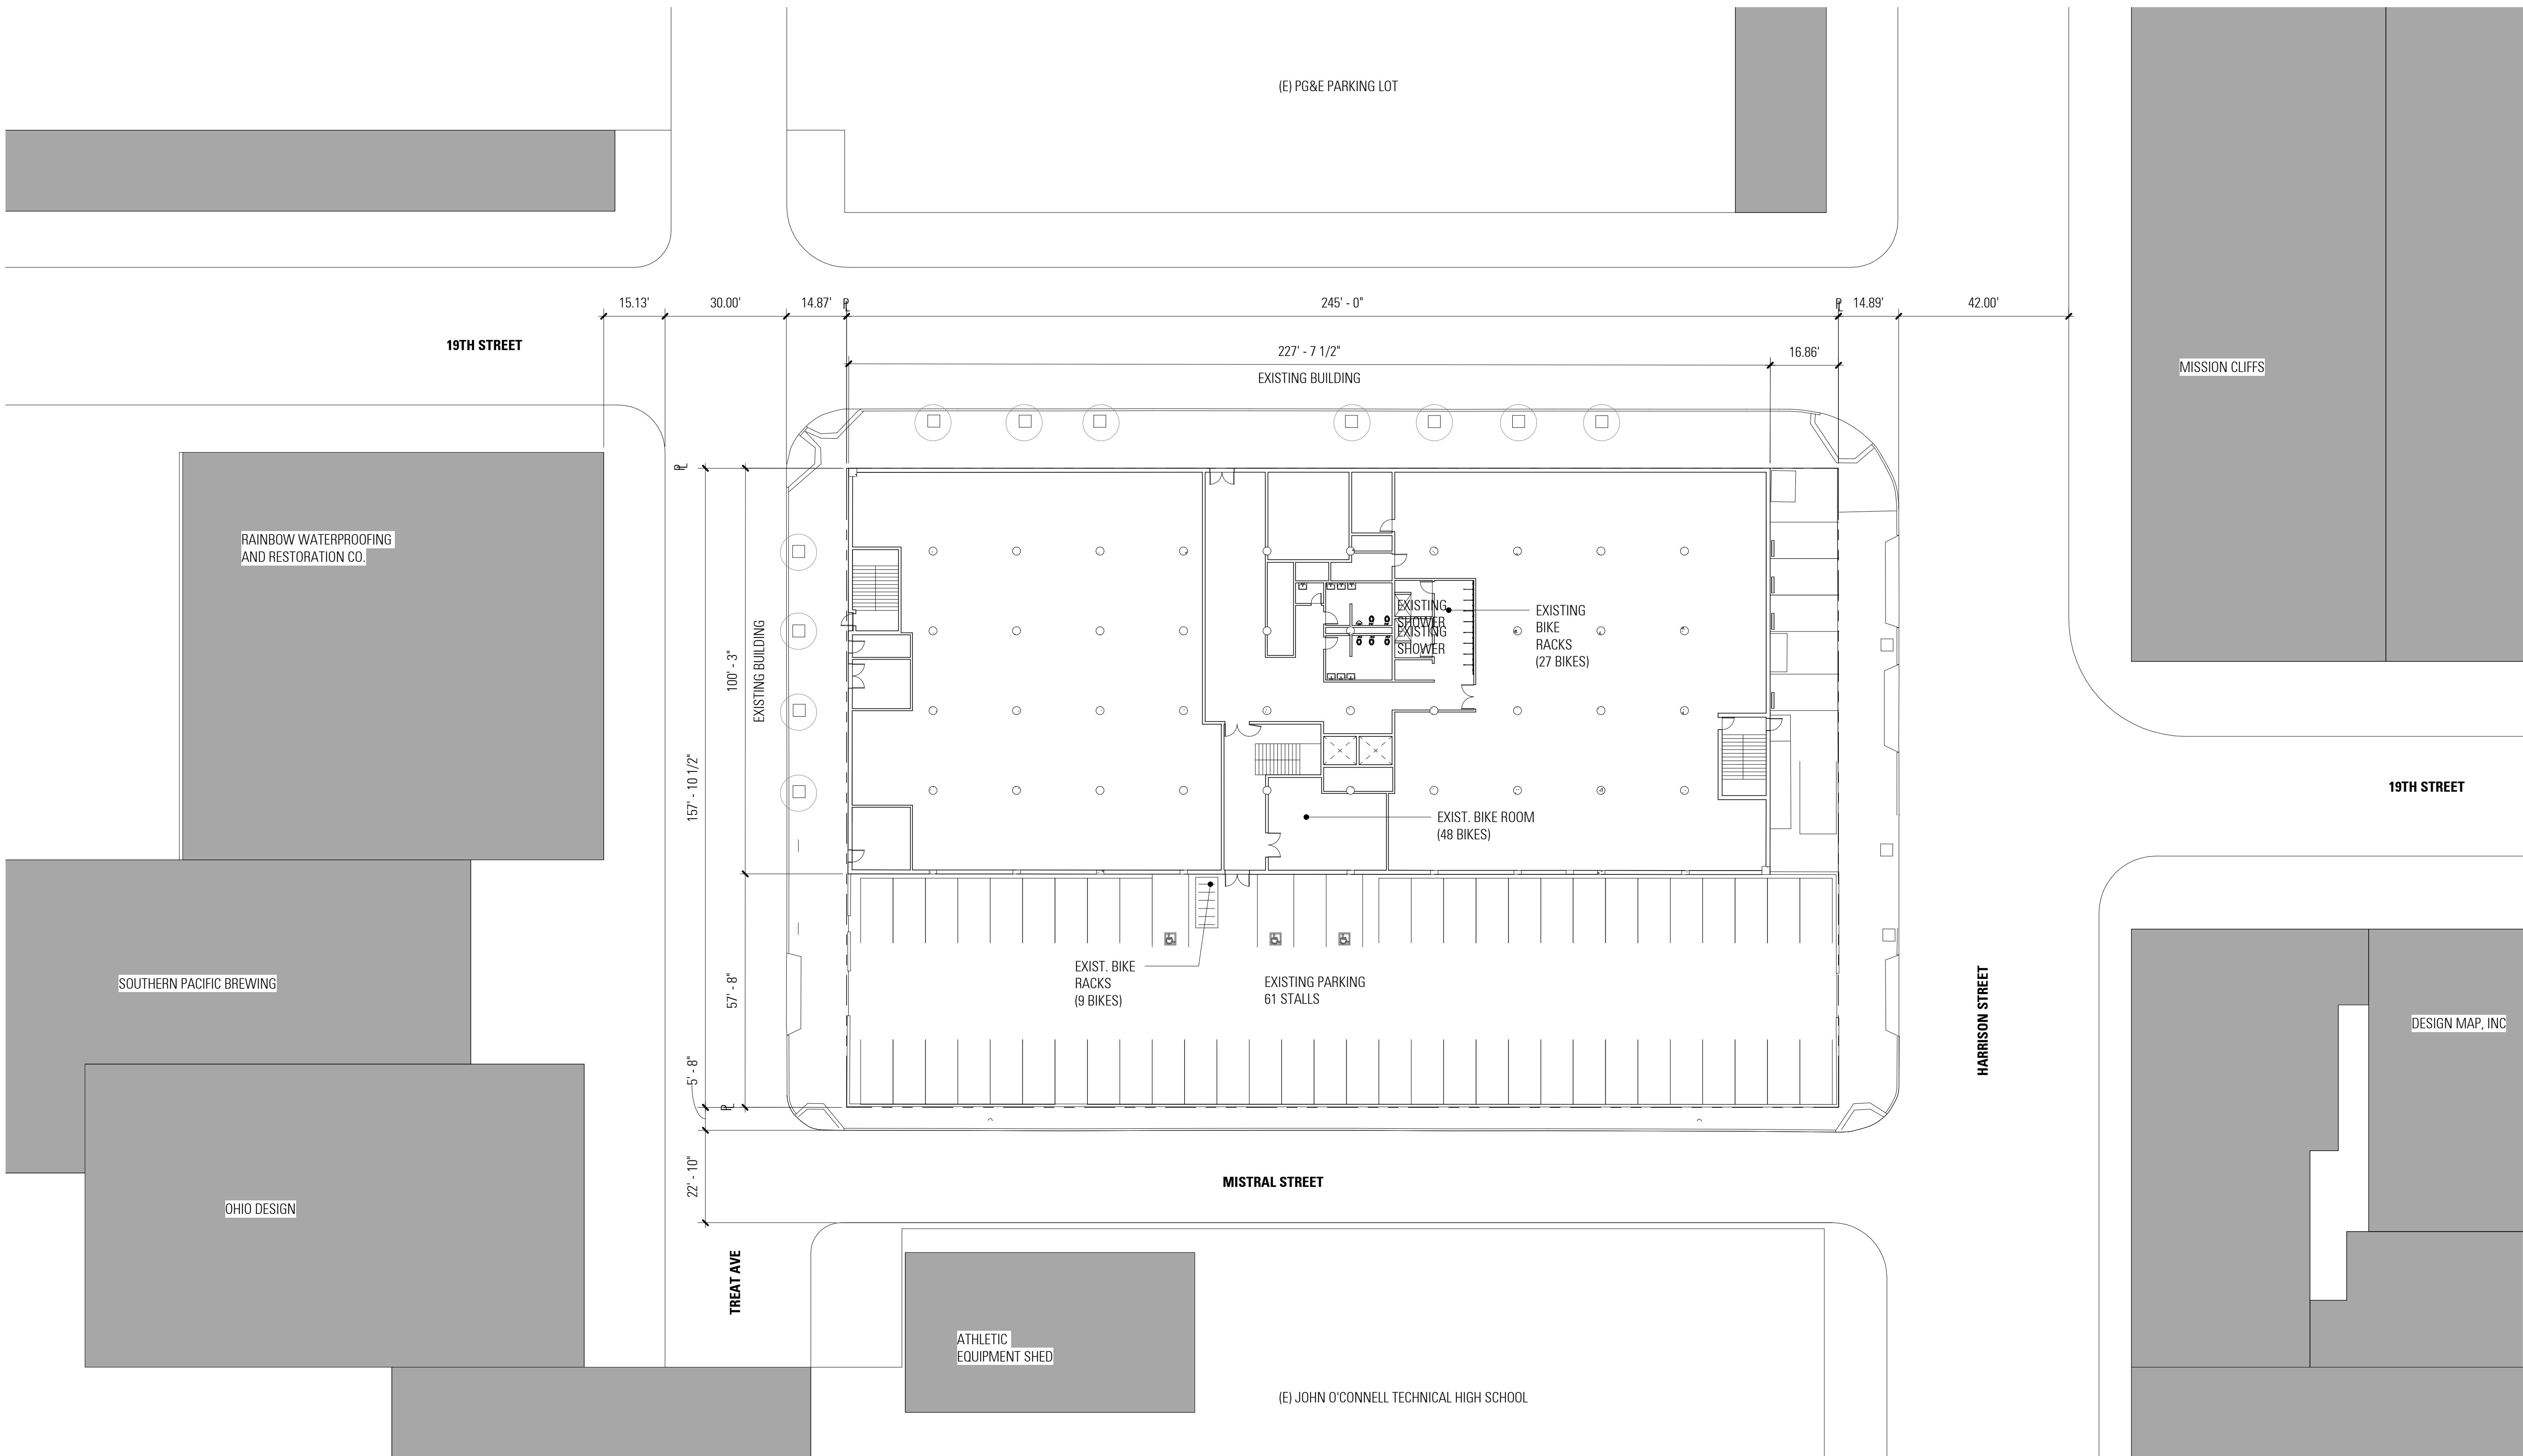 (E) PG&E PARKING LOT
15.13'
30.00'
14.87'
PL
245' - 0"
PL
14.89'
42.00'
19TH STREET
227' - 7 1/2"
16.86'
EXISTING BUILDING
MISSION CLIFFS
PL
RAINBOW WATERPROOFING
AND RESTORATION CO.
100' - 3"
EXISTING BUILDING
157' - 10 1/2"
EXISTING
SHOWER
EXISTING
SHOWER
EXISTING
BIKE
RACKS
(27 BIKES)
19TH STREET
EXIST. BIKE ROOM
(48 BIKES)
EXIST. BIKE
RACKS
(9 BIKES)
EXISTING PARKING
61 STALLS
SOUTHERN PACIFIC BREWING
57' - 8"
HARRISON STREET
DESIGN MAP, INC
5' - 8"
PL
22' - 10"
MISTRAL STREET
OHIO DESIGN
TREAT AVE
ATHLETIC
EQUIPMENT SHED
(E) JOHN O'CONNELL TECHNICAL HIGH SCHOOL